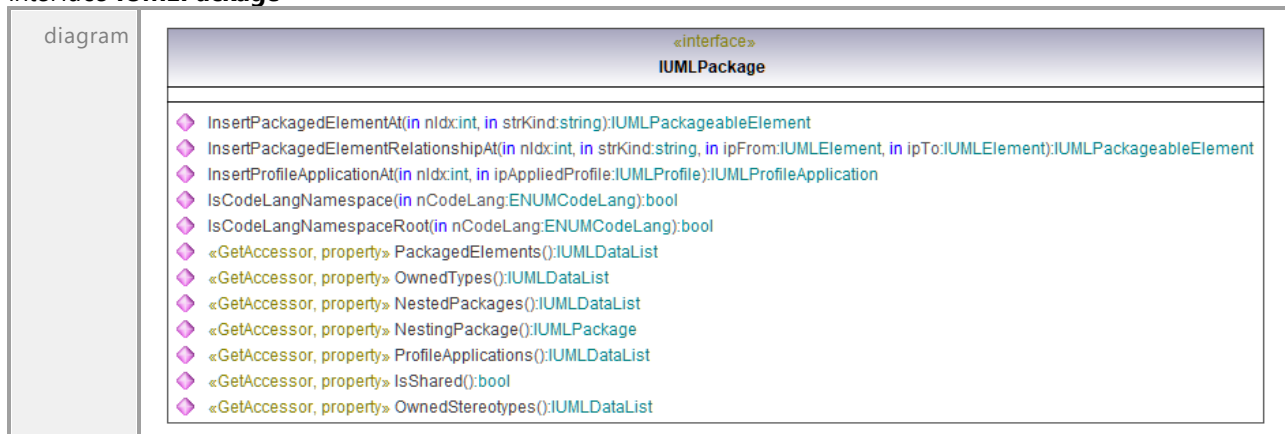 interface IUMLPackage
diagram
«interface»
IUMLPackage
InsertPackagedElementAt(in nIdx:int, in strKind:string):IUMLPackageableElement
InsertPackagedElementRelationshipAt(in nIdx:int, in strKind:string, in ipFrom:IUMLElement, in ipTo:IUMLElement):IUMLPackageableElement
InsertProfileApplicationAt(in nIdx:int, in ipAppliedProfile:IUMLProfile):IUMLProfileApplication
IsCodeLangNamespace(in nCodeLang:ENUMCodeLang):bool
IsCodeLangNamespaceRoot(in nCodeLang:ENUMCodeLang):bool
«GetAccessor, property» PackagedElements():IUMLDataList
«GetAccessor, property» OwnedTypes():IUMLDataList
«GetAccessor, property» NestedPackages():IUMLDataList
«GetAccessor, property» NestingPackage():IUMLPackage
«GetAccessor, property» ProfileApplications():IUMLDataList
«GetAccessor, property» IsShared():bool
«GetAccessor, property» OwnedStereotypes():IUMLDataList